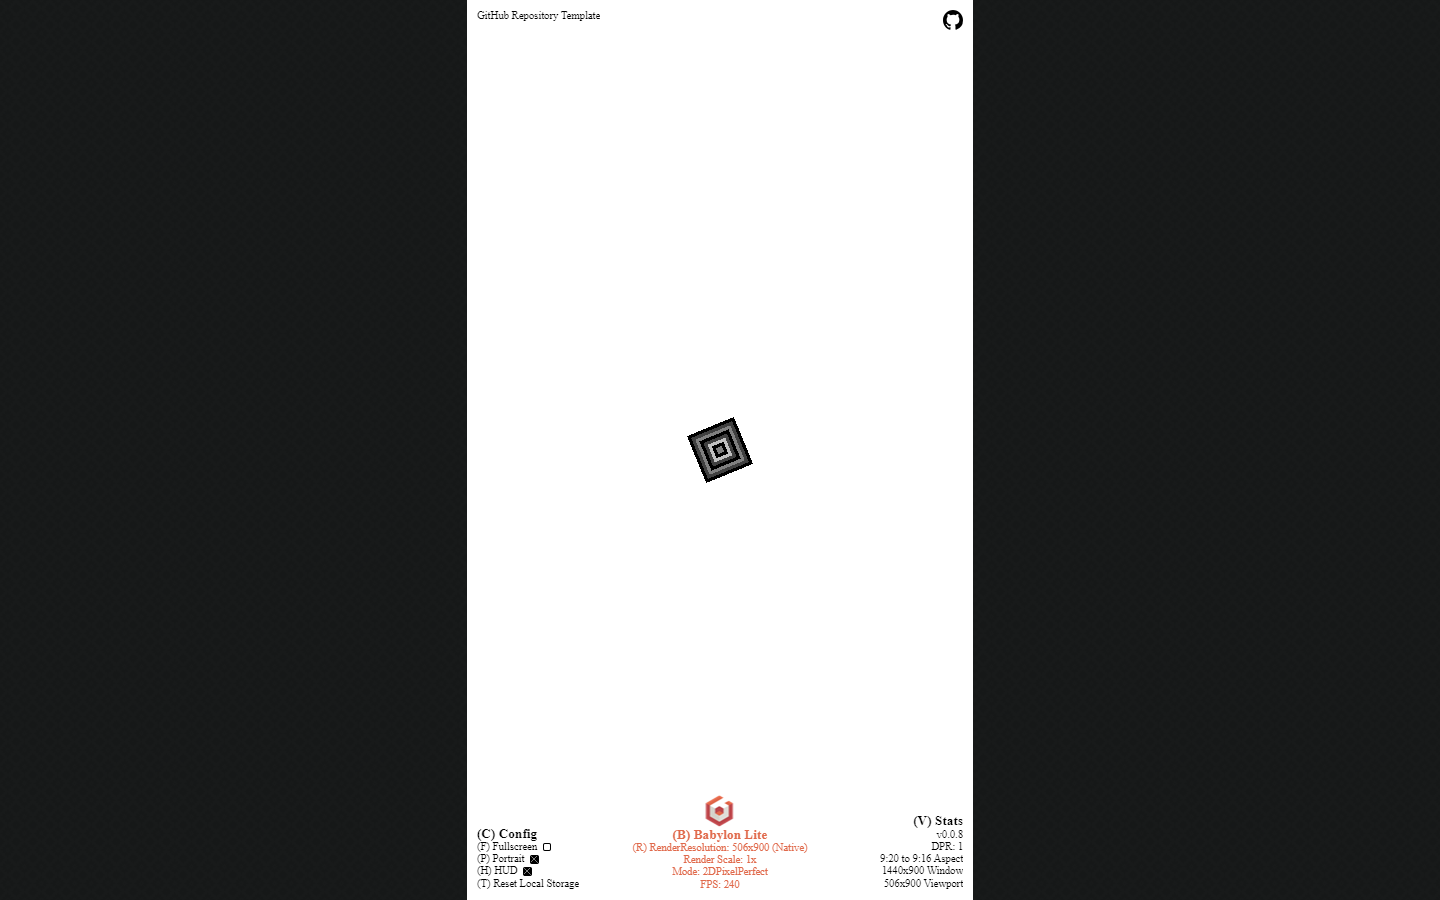 GitHub Repository Template
(C) Config
(F) Fullscreen
(P) Portrait
(H) HUD
(T) Reset Local Storage
(B) Babylon Lite
(R) RenderResolution: 506x900 (Native)
Render Scale: 1x
Mode: 2DPixelPerfect
FPS: 240
(V) Stats
v0.0.8
DPR: 1
9:20 to 9:16 Aspect
1440x900 Window
506x900 Viewport